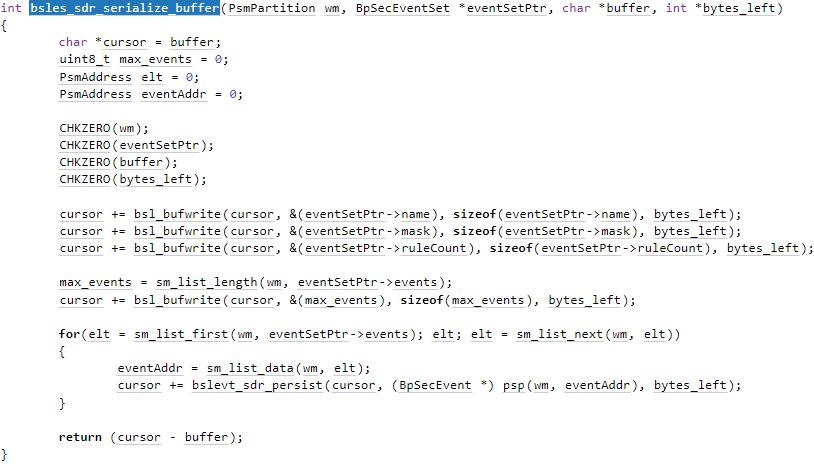 int bsles_sdr_serialize_buffer(PsmPartition wm, BpSecEventSet *eventSetPtr, char *buffer, int *bytes_left)
{
char *cursor = buffer;
uint8_t max_events = 0;
PsmAddress elt = 0;
PsmAddress eventAddr = 0;
CHKZERO(wm);
CHKZERO(eventSetPtr);
CHKZERO(buffer);
CHKZERO(bytes_left);
cursor += bsl_bufwrite(cursor, &(eventSetPtr->name), sizeof(eventSetPtr->name), bytes_left);
cursor += bsl_bufwrite(cursor, &(eventSetPtr->mask), sizeof(eventSetPtr->mask), bytes_left);
cursor += bsl_bufwrite(cursor, &(eventSetPtr->ruleCount), sizeof(eventSetPtr->ruleCount), bytes_left);
max_events = sm_list_length(wm, eventSetPtr->events);
cursor += bsl_bufwrite(cursor, &(max_events), sizeof(max_events), bytes_left);
for(elt = sm_list_first(wm, eventSetPtr->events); elt; elt = sm_list_next(wm, elt))
{
eventAddr = sm_list_data(wm, elt);
cursor += bslevt_sdr_persist(cursor, (BpSecEvent *) psp(wm, eventAddr), bytes_left);
}
return (cursor - buffer);
}